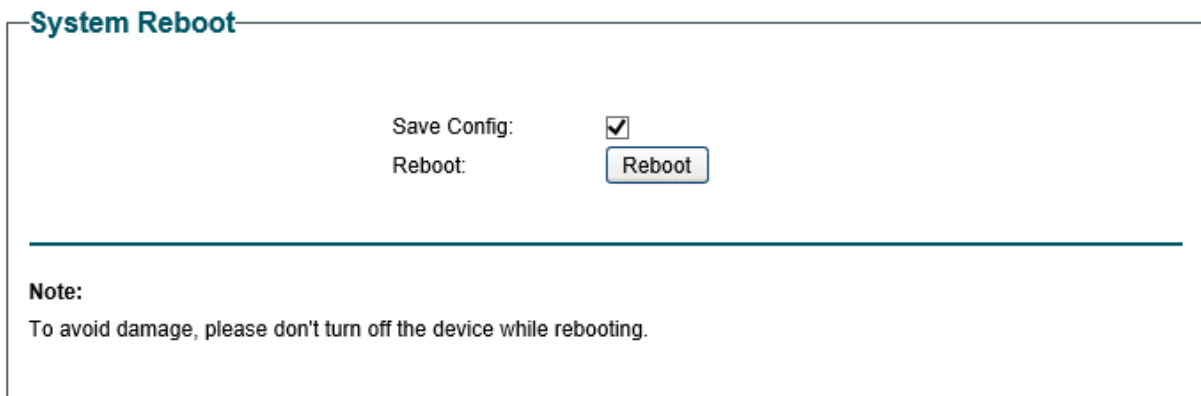 System Reboot
Save Config:
Reboot: Reboot
Note:
To avoid damage, please don't turn off the device while rebooting.